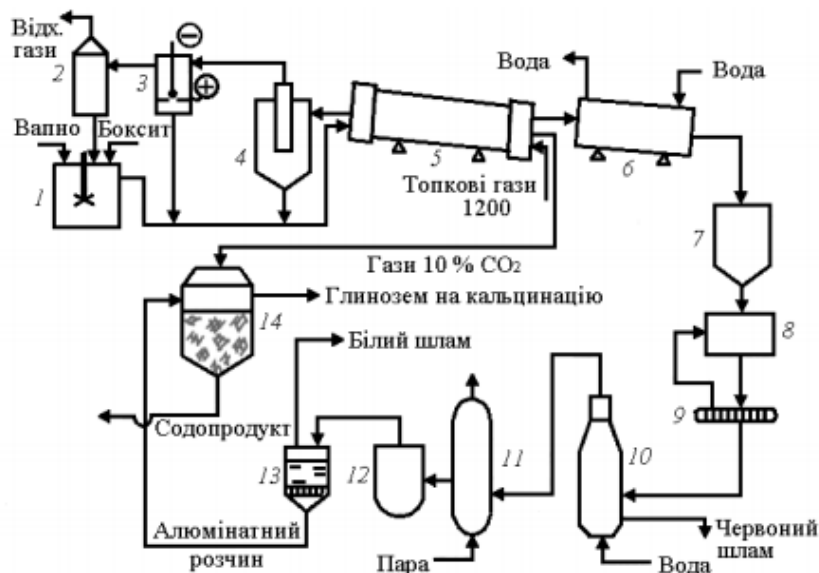 Відх.
гази
2
3
⊖
⊕
Вапно
Боксит
1
4
5
Вода
Вода
6
Топкові гази
1200
7
Гази 10 % CO₂
Глинозем на кальцинацію
14
8
Білий шлам
9
Содопродукт
13
12
11
10
Алюмінатний
розчин
Пара
Вода
Червоний
шлам